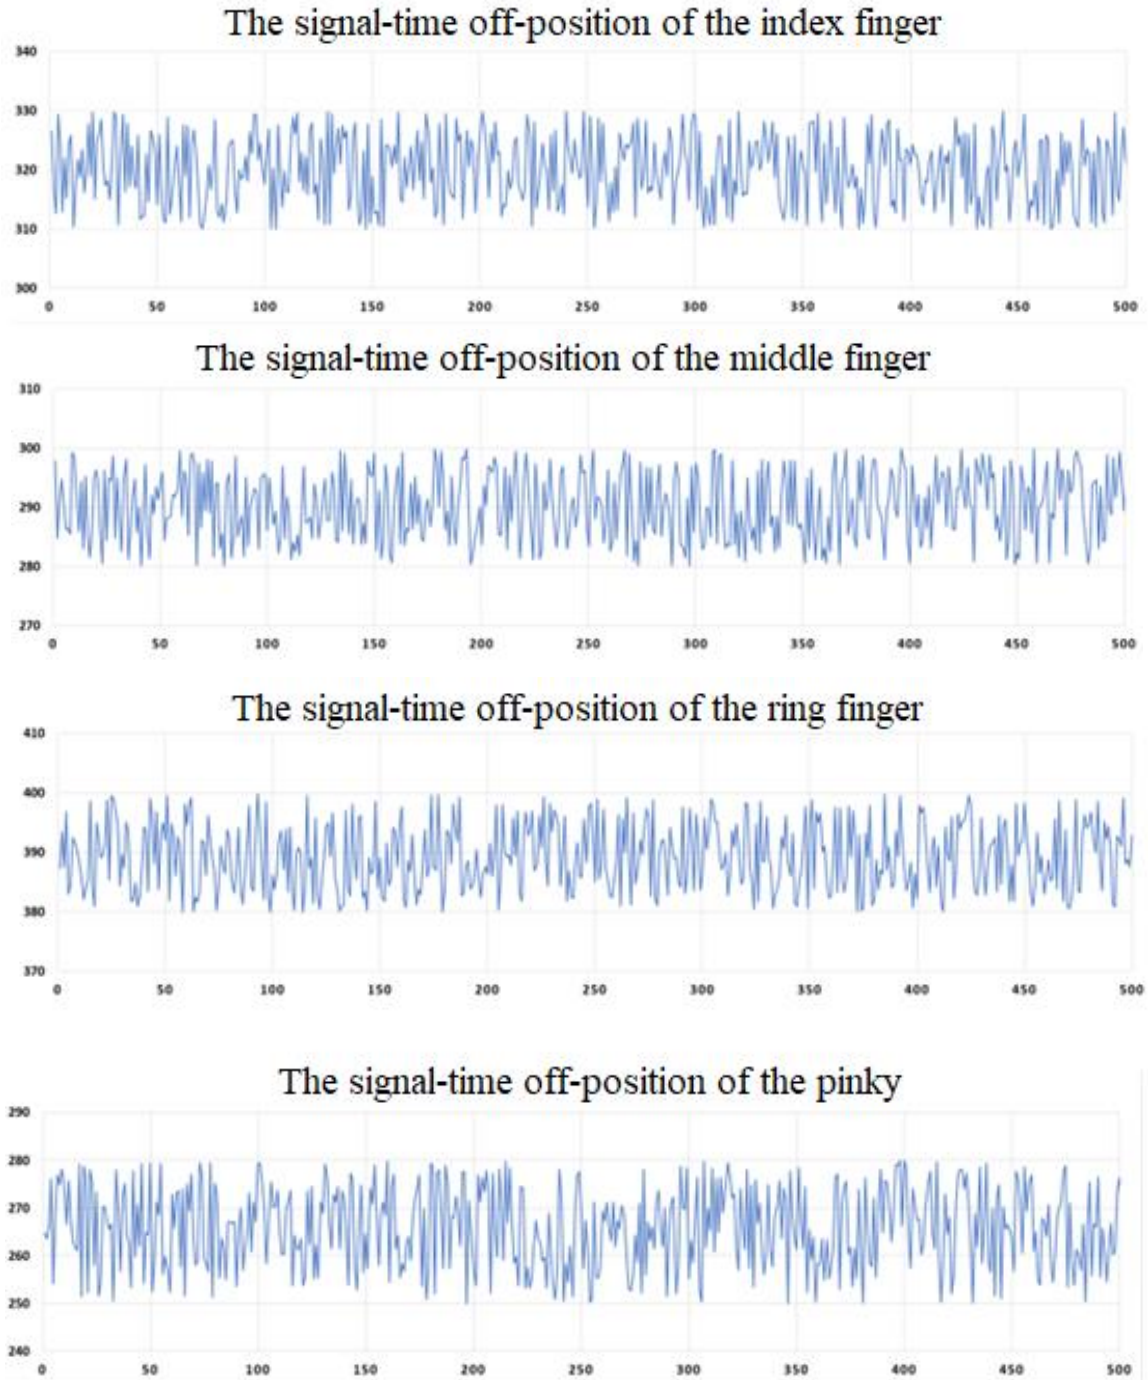 The signal-time off-position of the index finger
340
330
320
310
300
0 50 100 150 200 250 300 350 400 450 500
The signal-time off-position of the middle finger
310
300
290
280
270
0 50 100 150 200 250 300 350 400 450 500
The signal-time off-position of the ring finger
410
400
390
380
370
0 50 100 150 200 250 300 350 400 450 500
The signal-time off-position of the pinky
290
280
270
260
250
240
0 50 100 150 200 250 300 350 400 450 500